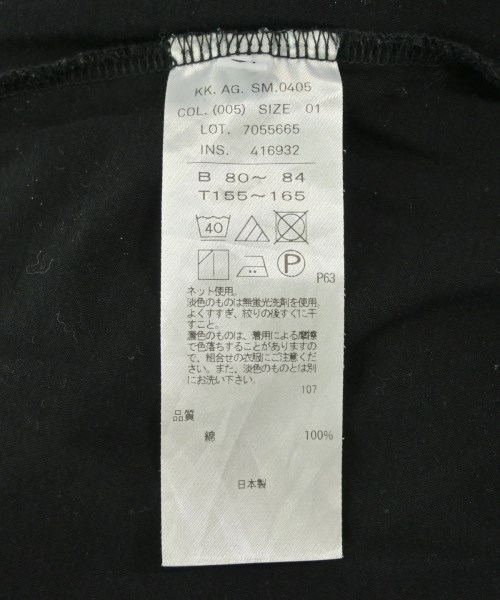 KK. AG. SM.0405
COL. (005) SIZE 01
LOT. 7055665
INS. 416932
B 80～ 84
T155～165
40
P
P63
ネット使用。
淡色のものは無蛍光洗剤を使用。
よくすすぎ、絞りの後すぐに干
すこと。
濃色のものは、着用による摩擦
で色落ちすることがありますの
で、組合せの衣服にご注意くだ
さい。また、淡色のものとは別
にお洗い下さい。
107
品質
綿 100%
日本製